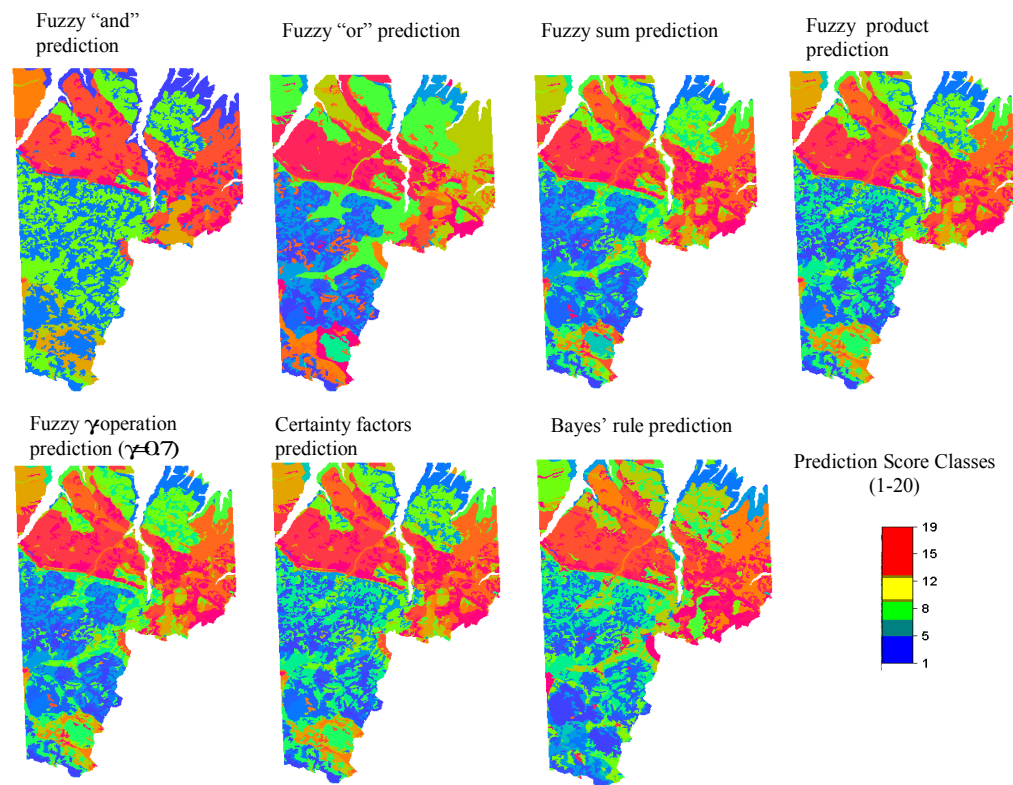 Fuzzy “and”
prediction
Fuzzy “or” prediction
Fuzzy sum prediction
Fuzzy product
prediction
Fuzzy γ-operation
prediction (γ=0.7)
Certainty factors
prediction
Bayes’ rule prediction
Prediction Score Classes
(1-20)
19
15
12
8
5
1